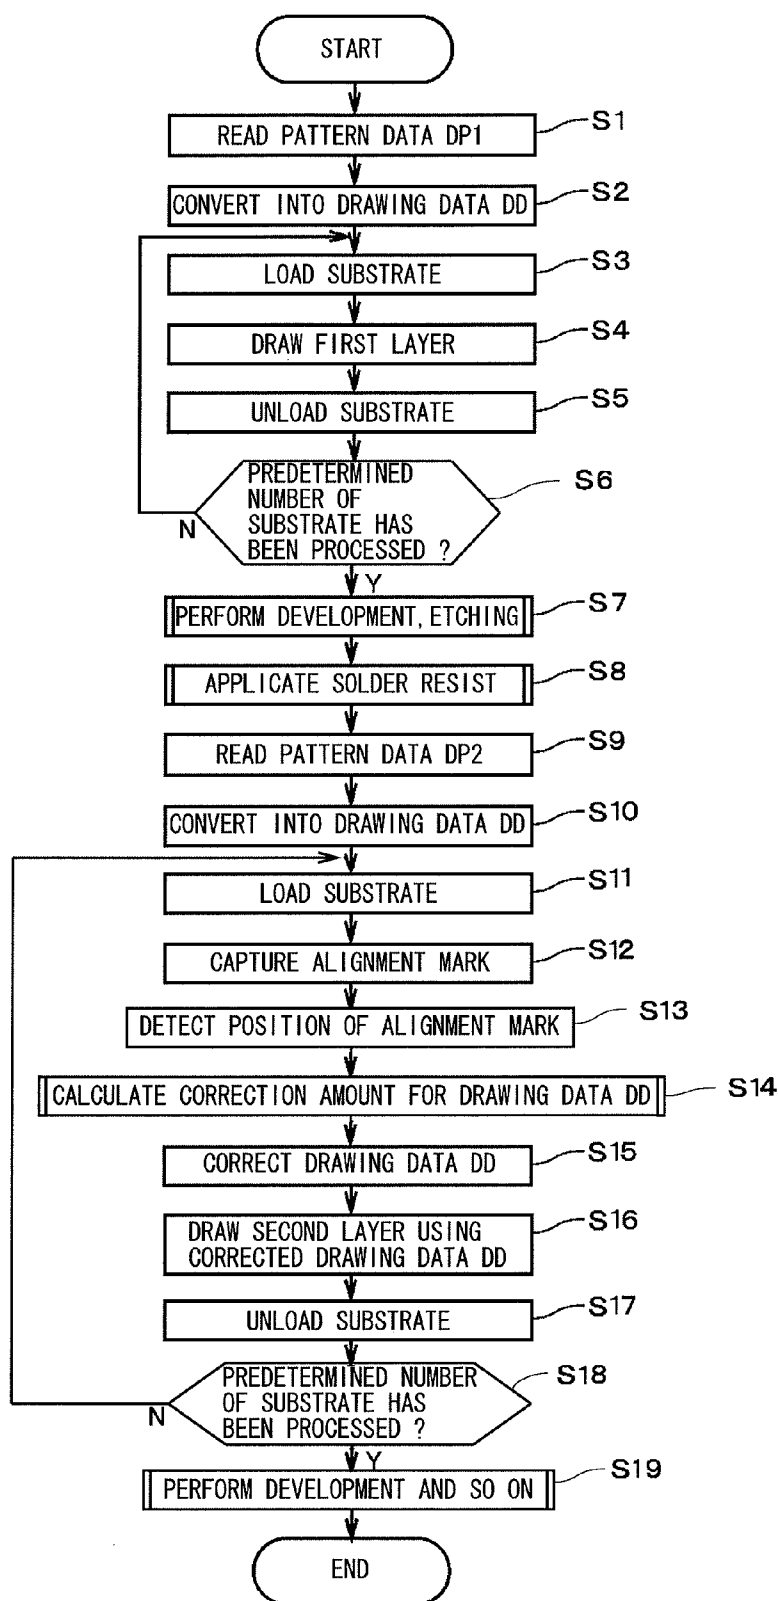 START
READ PATTERN DATA DP1
S1
CONVERT INTO DRAWING DATA DD
S2
LOAD SUBSTRATE
S3
DRAW FIRST LAYER
S4
UNLOAD SUBSTRATE
S5
PREDETERMINED
NUMBER OF
SUBSTRATE HAS
BEEN PROCESSED ?
S6
N
Y
PERFORM DEVELOPMENT, ETCHING
S7
APPLICATE SOLDER RESIST
S8
READ PATTERN DATA DP2
S9
CONVERT INTO DRAWING DATA DD
S10
LOAD SUBSTRATE
S11
CAPTURE ALIGNMENT MARK
S12
DETECT POSITION OF ALIGNMENT MARK
S13
CALCULATE CORRECTION AMOUNT FOR DRAWING DATA DD
S14
CORRECT DRAWING DATA DD
S15
DRAW SECOND LAYER USING
CORRECTED DRAWING DATA DD
S16
UNLOAD SUBSTRATE
S17
PREDETERMINED NUMBER
OF SUBSTRATE HAS
BEEN PROCESSED ?
S18
N
Y
PERFORM DEVELOPMENT AND SO ON
S19
END